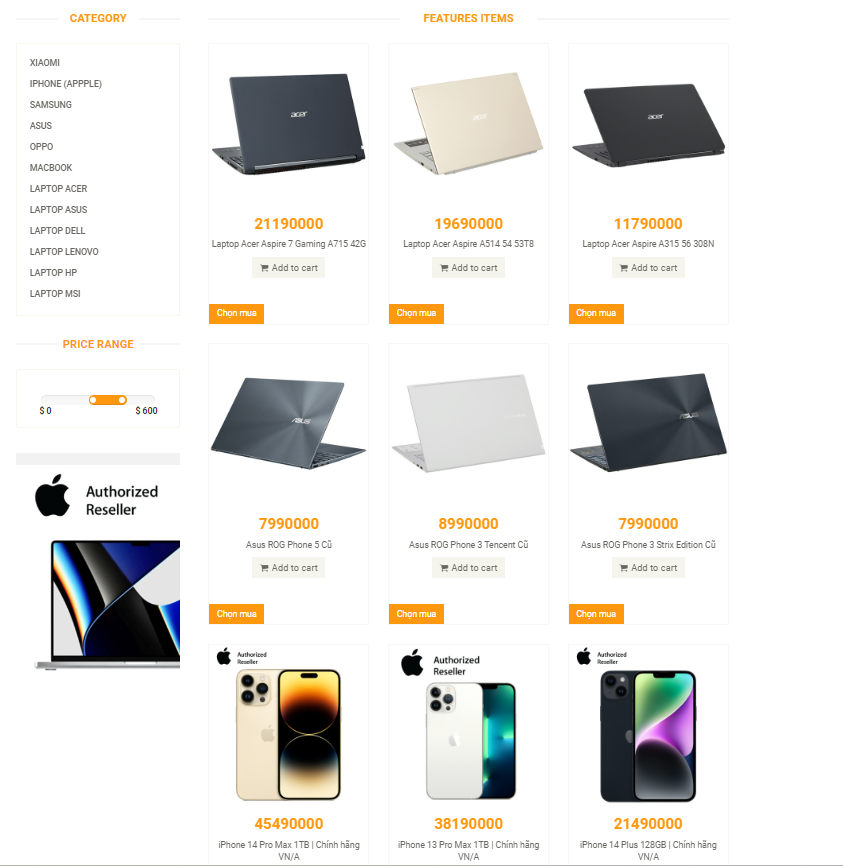 CATEGORY
XIAOMI
IPHONE (APPPLE)
SAMSUNG
ASUS
OPPO
MACBOOK
LAPTOP ACER
LAPTOP ASUS
LAPTOP DELL
LAPTOP LENOVO
LAPTOP HP
LAPTOP MSI
PRICE RANGE
$ 0
$ 600
Authorized
Reseller
FEATURES ITEMS
acer
21190000
Laptop Acer Aspire 7 Gaming A715 42G
Add to cart
Chọn mua
acer
19690000
Laptop Acer Aspire A514 54 53T8
Add to cart
Chọn mua
acer
11790000
Laptop Acer Aspire A315 56 308N
Add to cart
Chọn mua
ASUS
7990000
Asus ROG Phone 5 Cũ
Add to cart
Chọn mua
8990000
Asus ROG Phone 3 Tencent Cũ
Add to cart
Chọn mua
ASUS
7990000
Asus ROG Phone 3 Strix Edition Cũ
Add to cart
Chọn mua
Authorized
Reseller
45490000
iPhone 14 Pro Max 1TB | Chính hãng
VN/A
Authorized
Reseller
38190000
iPhone 13 Pro Max 1TB | Chính hãng
VN/A
Authorized
Reseller
21490000
iPhone 14 Plus 128GB | Chính hãng
VN/A